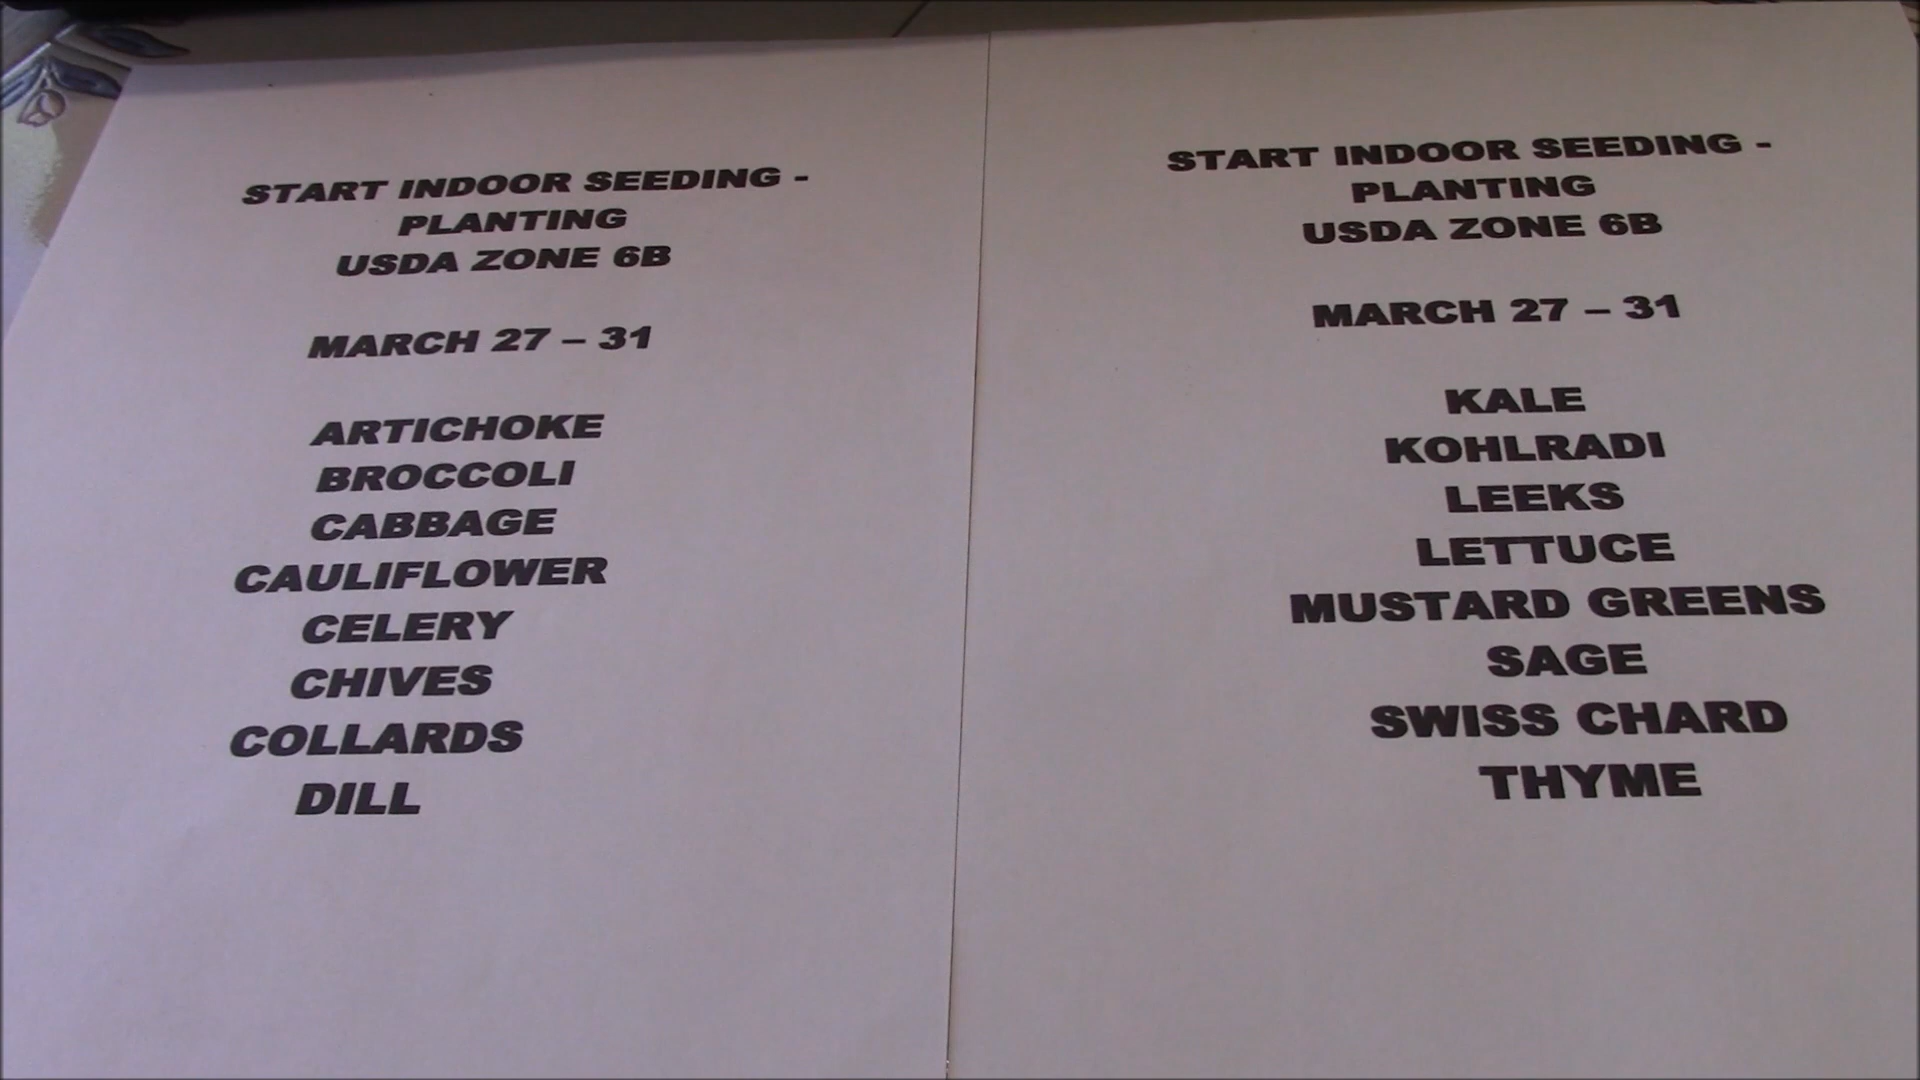 START INDOOR SEEDING -
PLANTING
USDA ZONE 6B
MARCH 27 – 31
ARTICHOKE
BROCCOLI
CABBAGE
CAULIFLOWER
CELERY
CHIVES
COLLARDS
DILL
START INDOOR SEEDING -
PLANTING
USDA ZONE 6B
MARCH 27 – 31
KALE
KOHLRADI
LEEKS
LETTUCE
MUSTARD GREENS
SAGE
SWISS CHARD
THYME